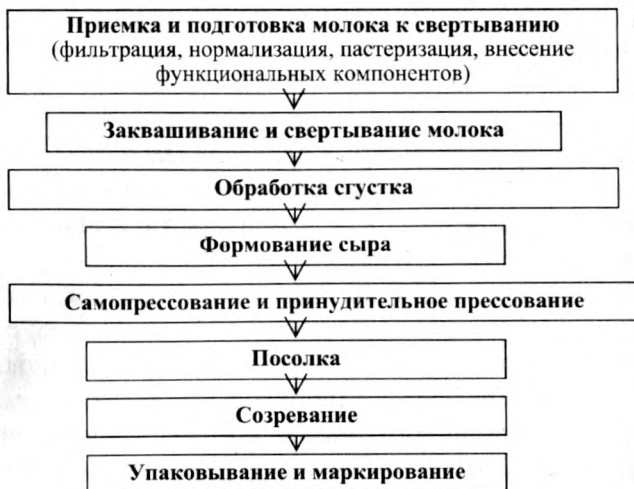 Приемка и подготовка молока к свертыванию
(фильтрация, нормализация, пастеризация, внесение
функциональных компонентов)
Заквашивание и свертывание молока
Обработка сгустка
Формование сыра
Самопрессование и принудительное прессование
Посолка
Созревание
Упаковывание и маркирование